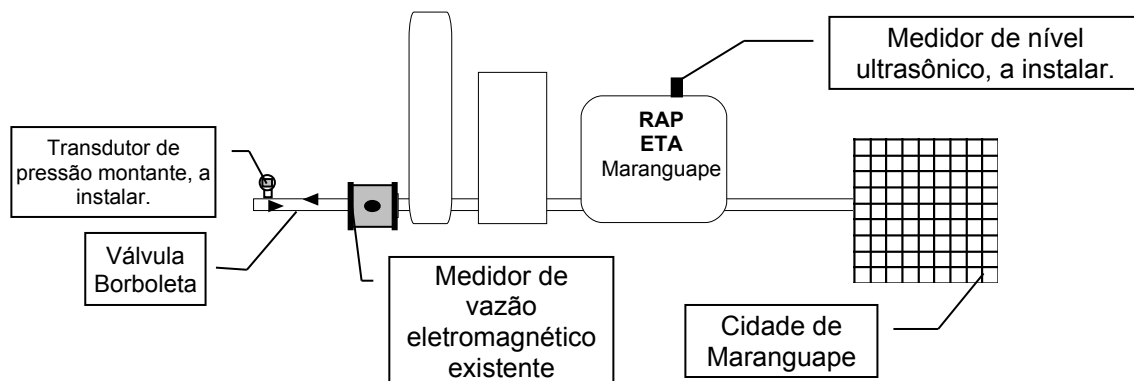 Medidor de nível
ultrasônico, a instalar.
RAP
ETA
Maranguape
Transdutor de
pressão montante, a
instalar.
Válvula
Borboleta
Medidor de
vazão
eletromagnético
existente
Cidade de
Maranguape